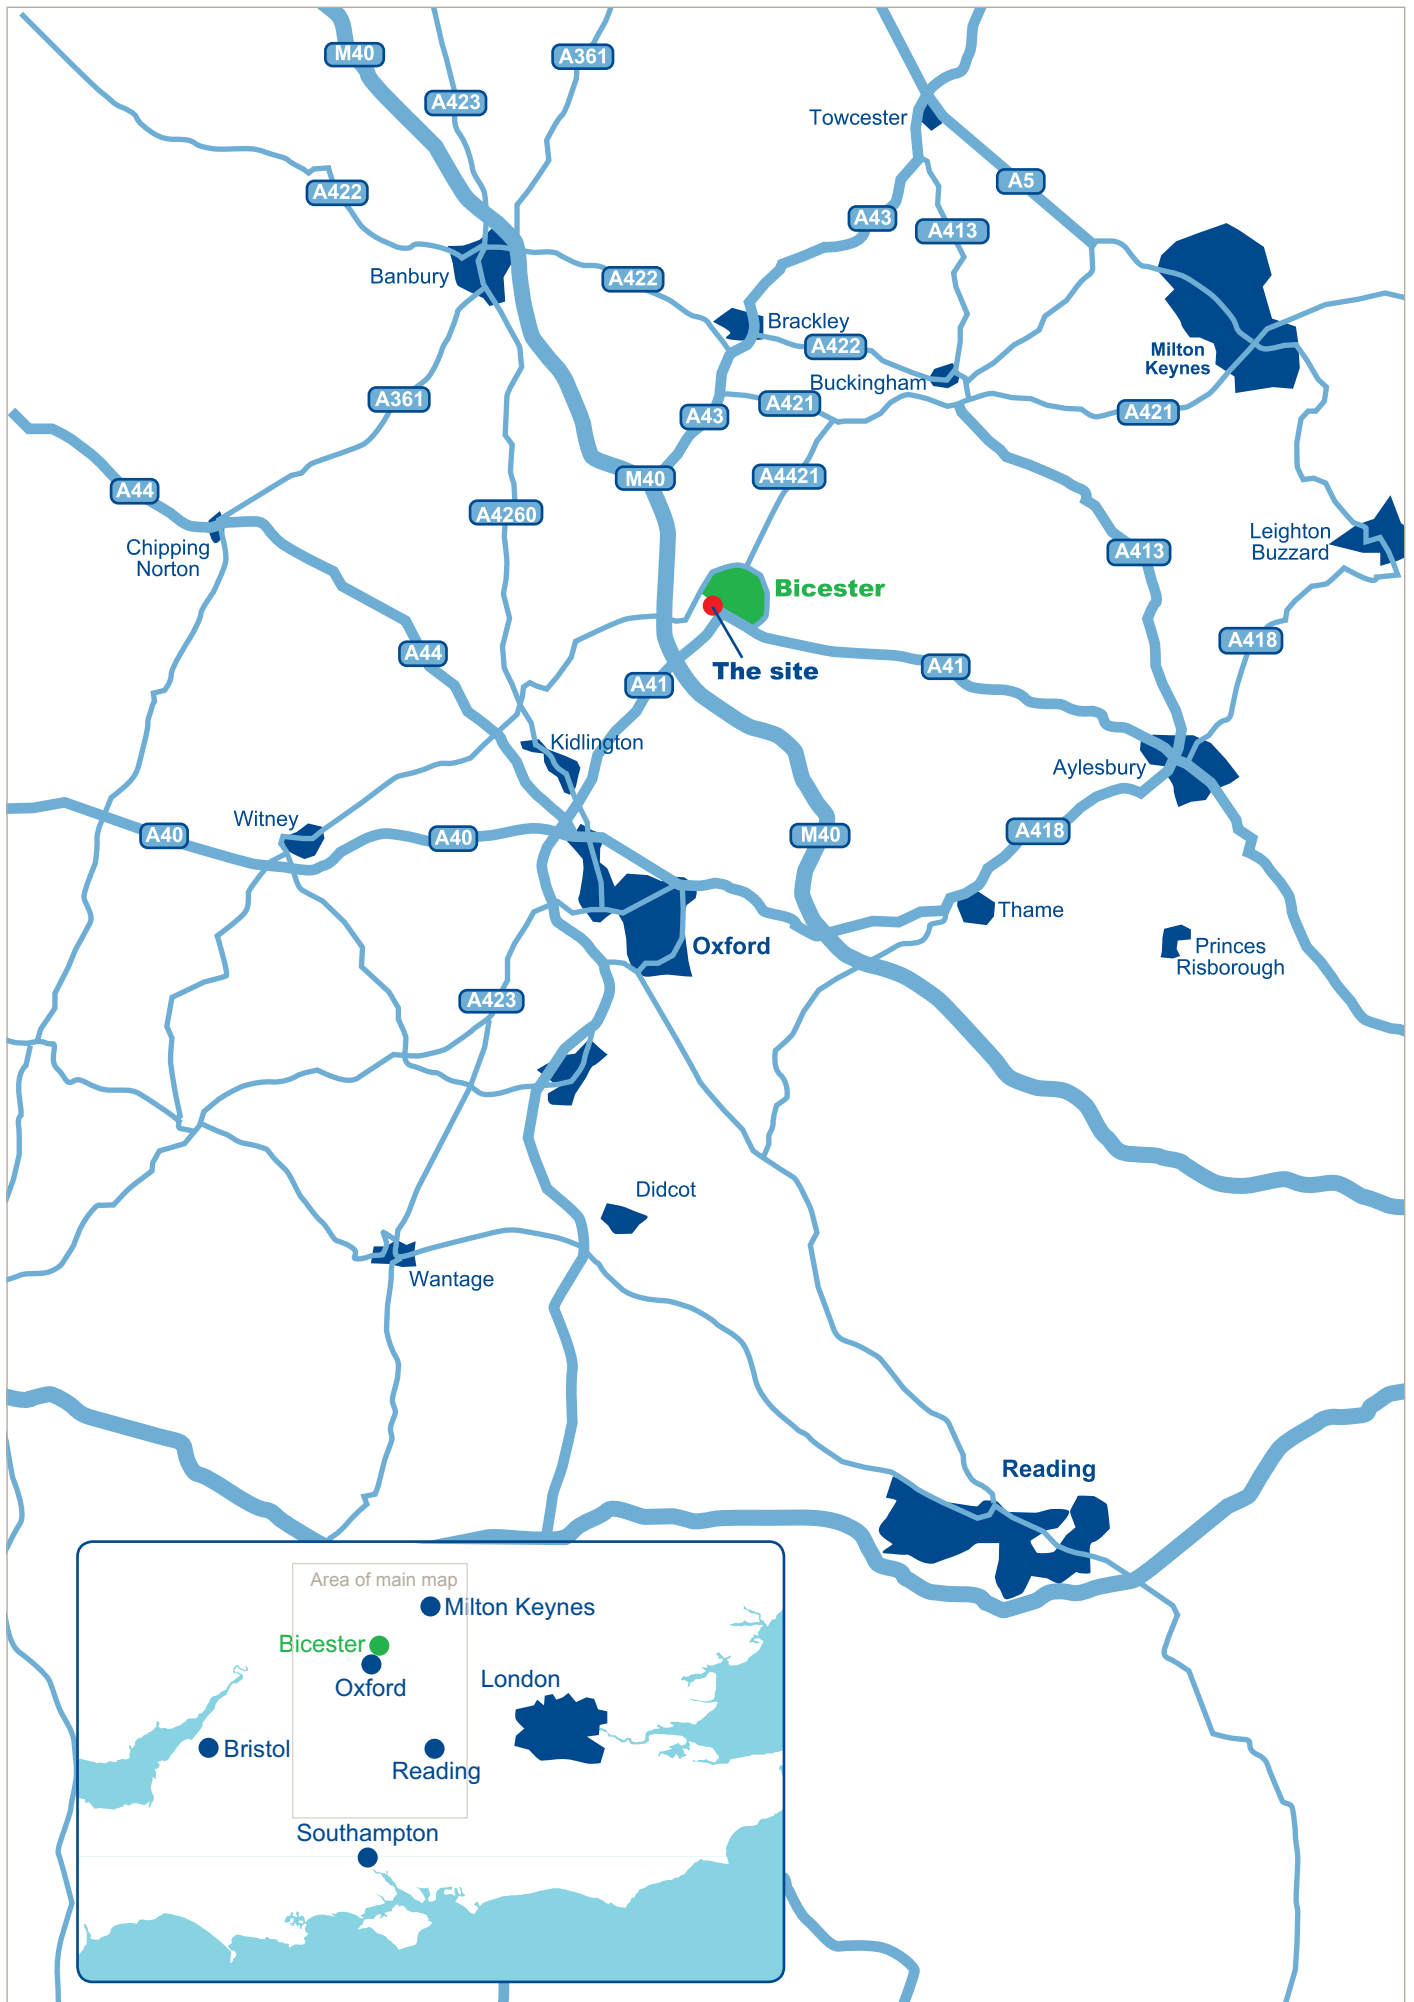 M40
A361
A423
Towcester
A5
A422
A43
A413
Banbury
A422
Brackley
A422
Milton
Keynes
Buckingham
A361
A421
A421
A43
M40
A4421
A44
A4260
Chipping
Norton
Leighton
Buzzard
A413
Bicester
A418
A44
The site
A41
A41
Kidlington
Aylesbury
Witney
A40
A40
M40
A418
Thame
Oxford
Princes
Risborough
A423
Didcot
Wantage
Reading
Area of main map
Milton Keynes
Bicester
Oxford
London
Bristol
Reading
Southampton